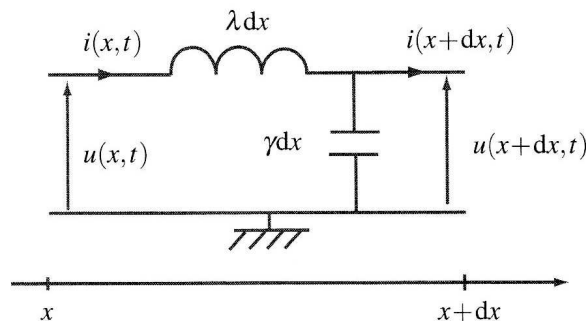 λdx
i(x,t)
i(x+dx,t)
u(x,t)
γdx
u(x+dx,t)
x
x+dx